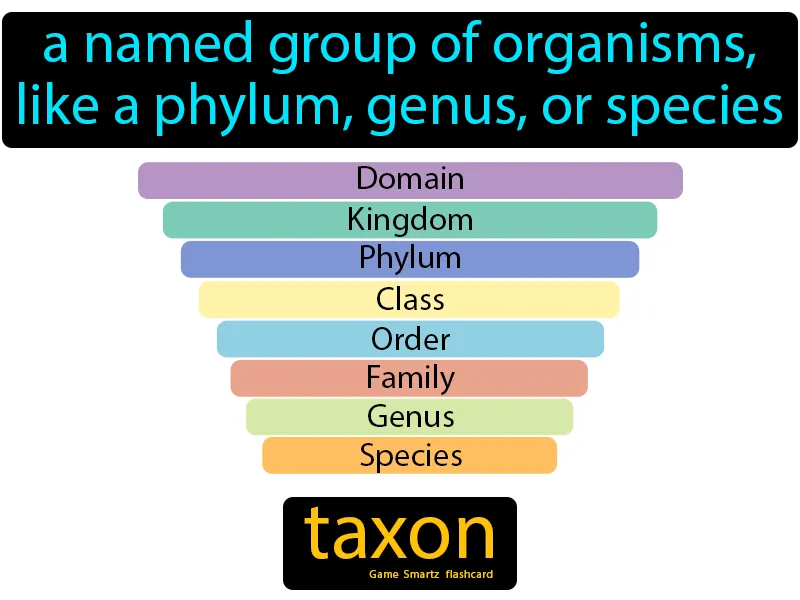 a named group of organisms,
like a phylum, genus, or species
Domain
Kingdom
Phylum
Class
Order
Family
Genus
Species
taxon
Game Smartz flashcard